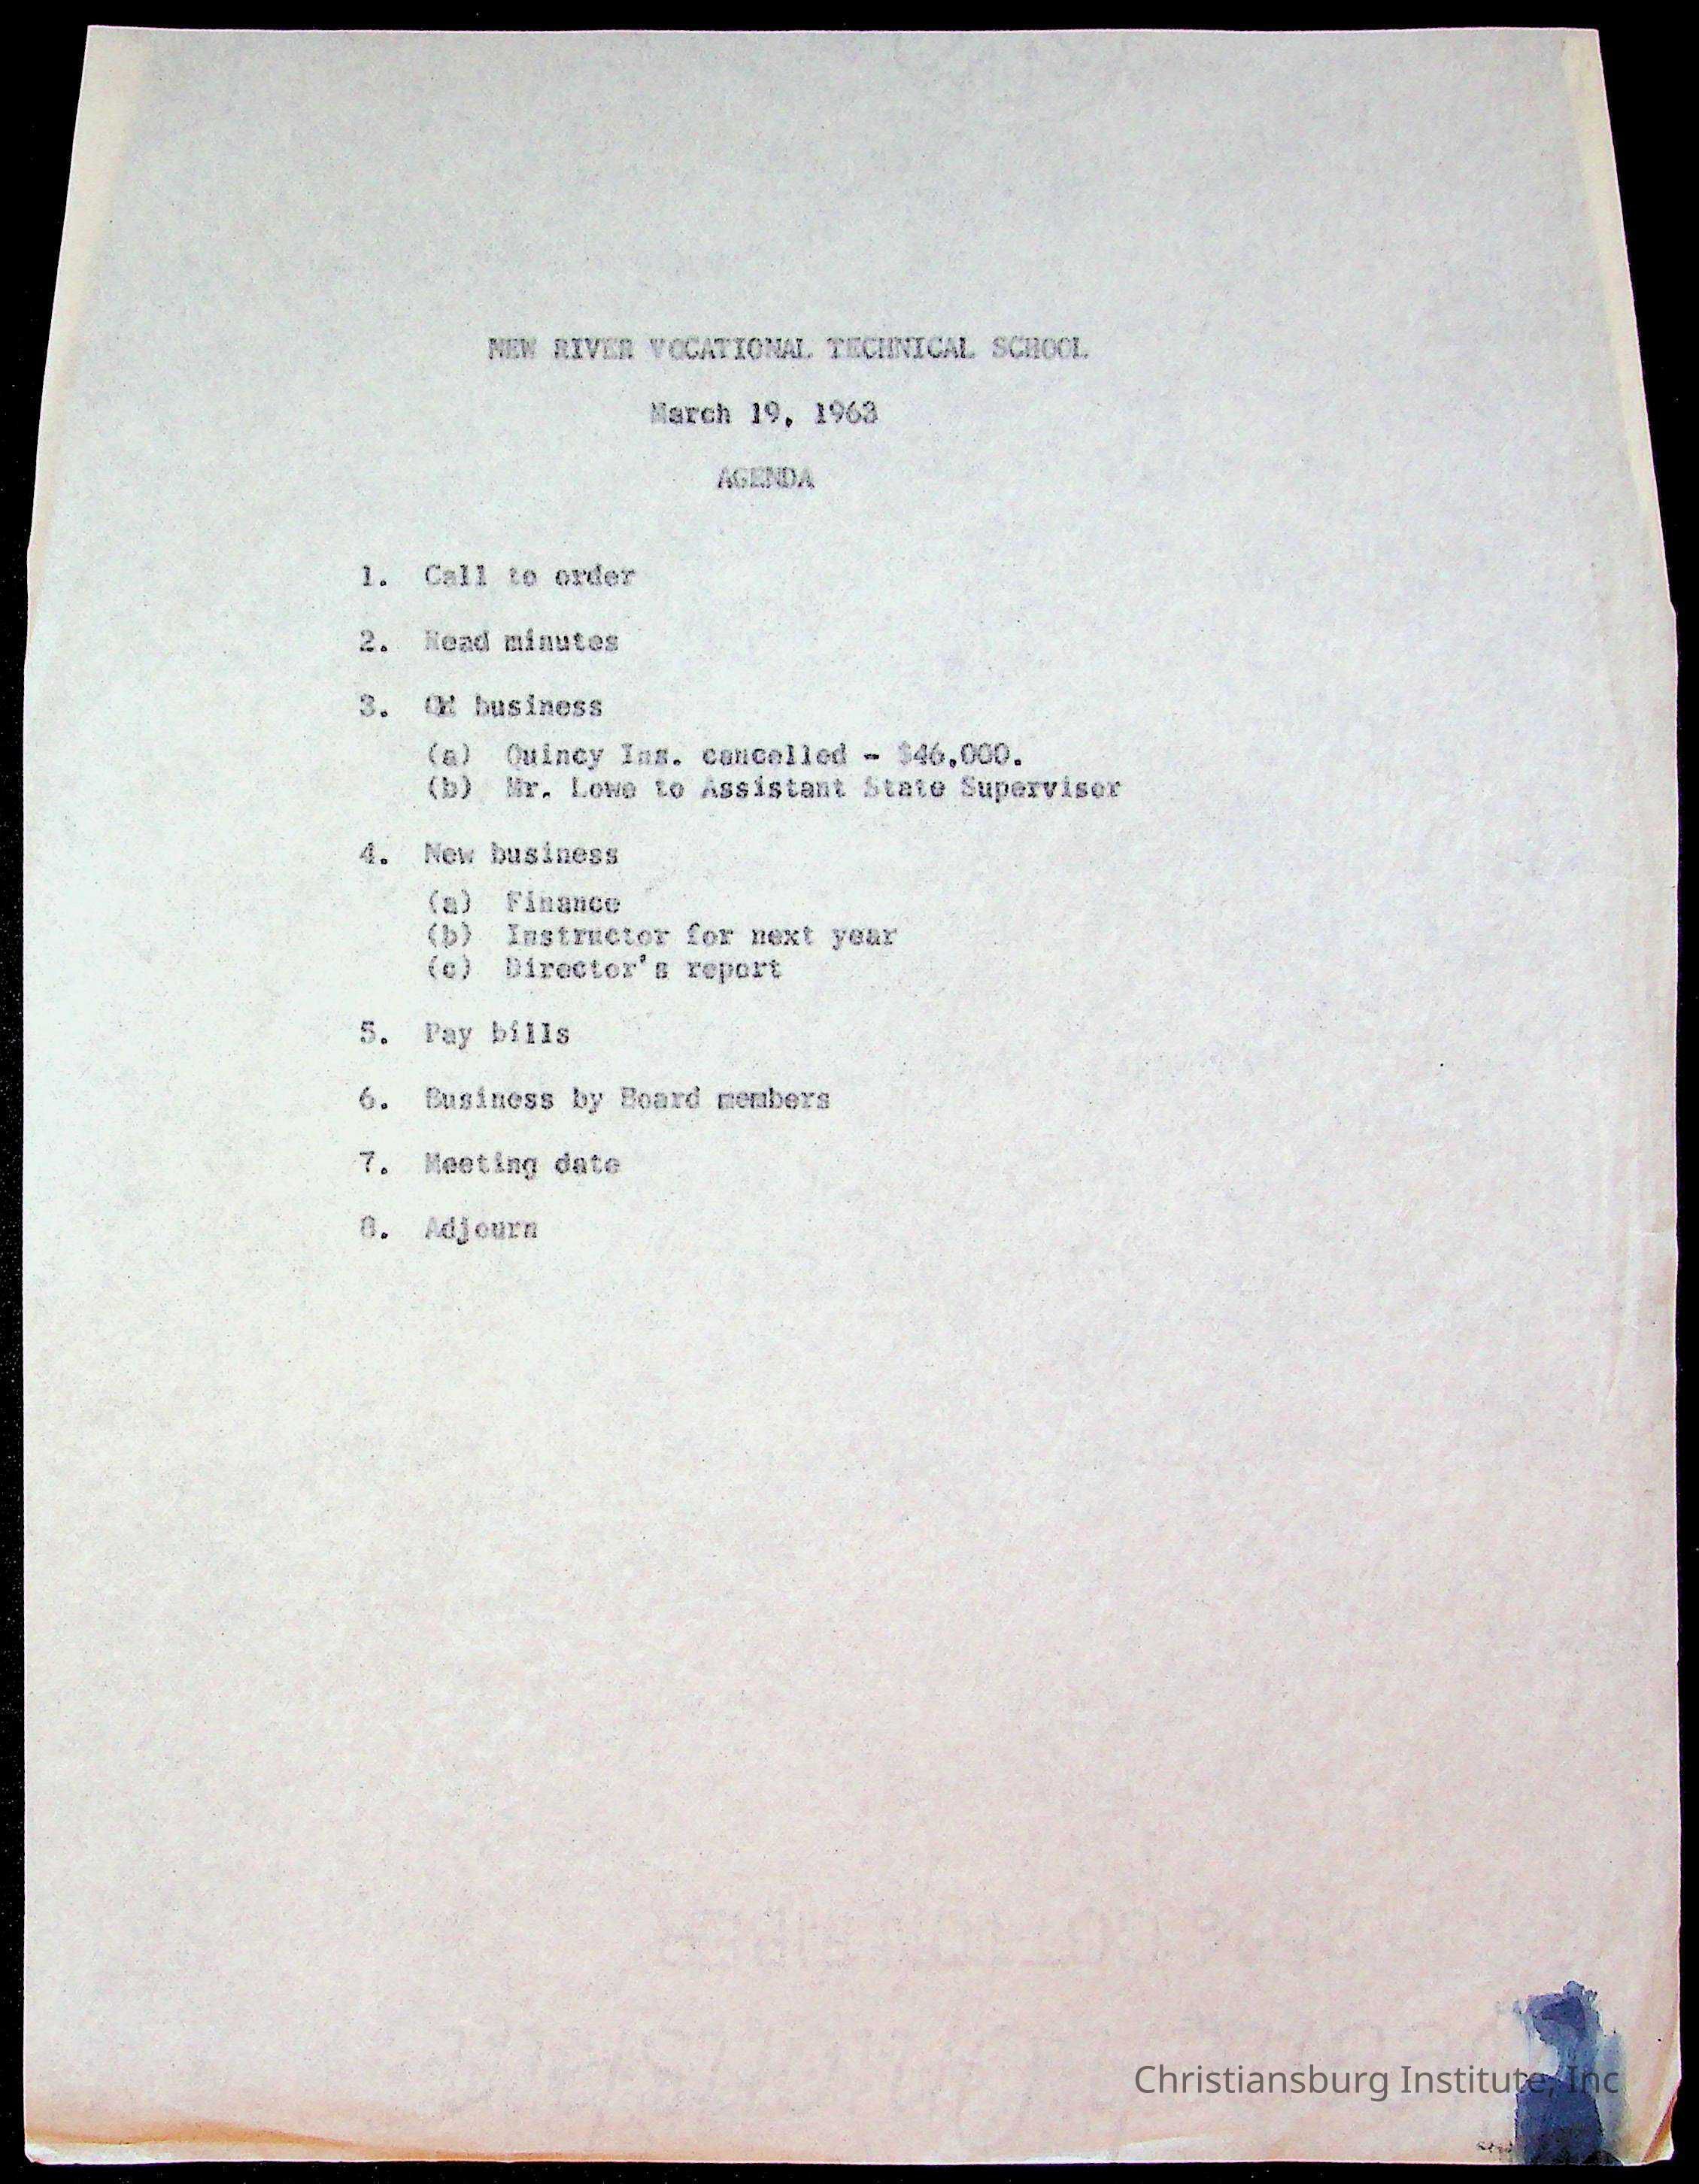 NEW RIVER VOCATIONAL TECHNICAL SCHOOL
March 19, 1963
AGENDA
1. Call to order
2. Read minutes
3. Old business
(a) Quincy Ins. cancelled - $46,000.
(b) Mr. Lowe to Assistant State Supervisor
4. New business
(a) Finance
(b) Instructor for next year
(c) Director's report
5. Pay bills
6. Business by Board members
7. Meeting date
8. Adjourn
Christiansburg Institute, Inc